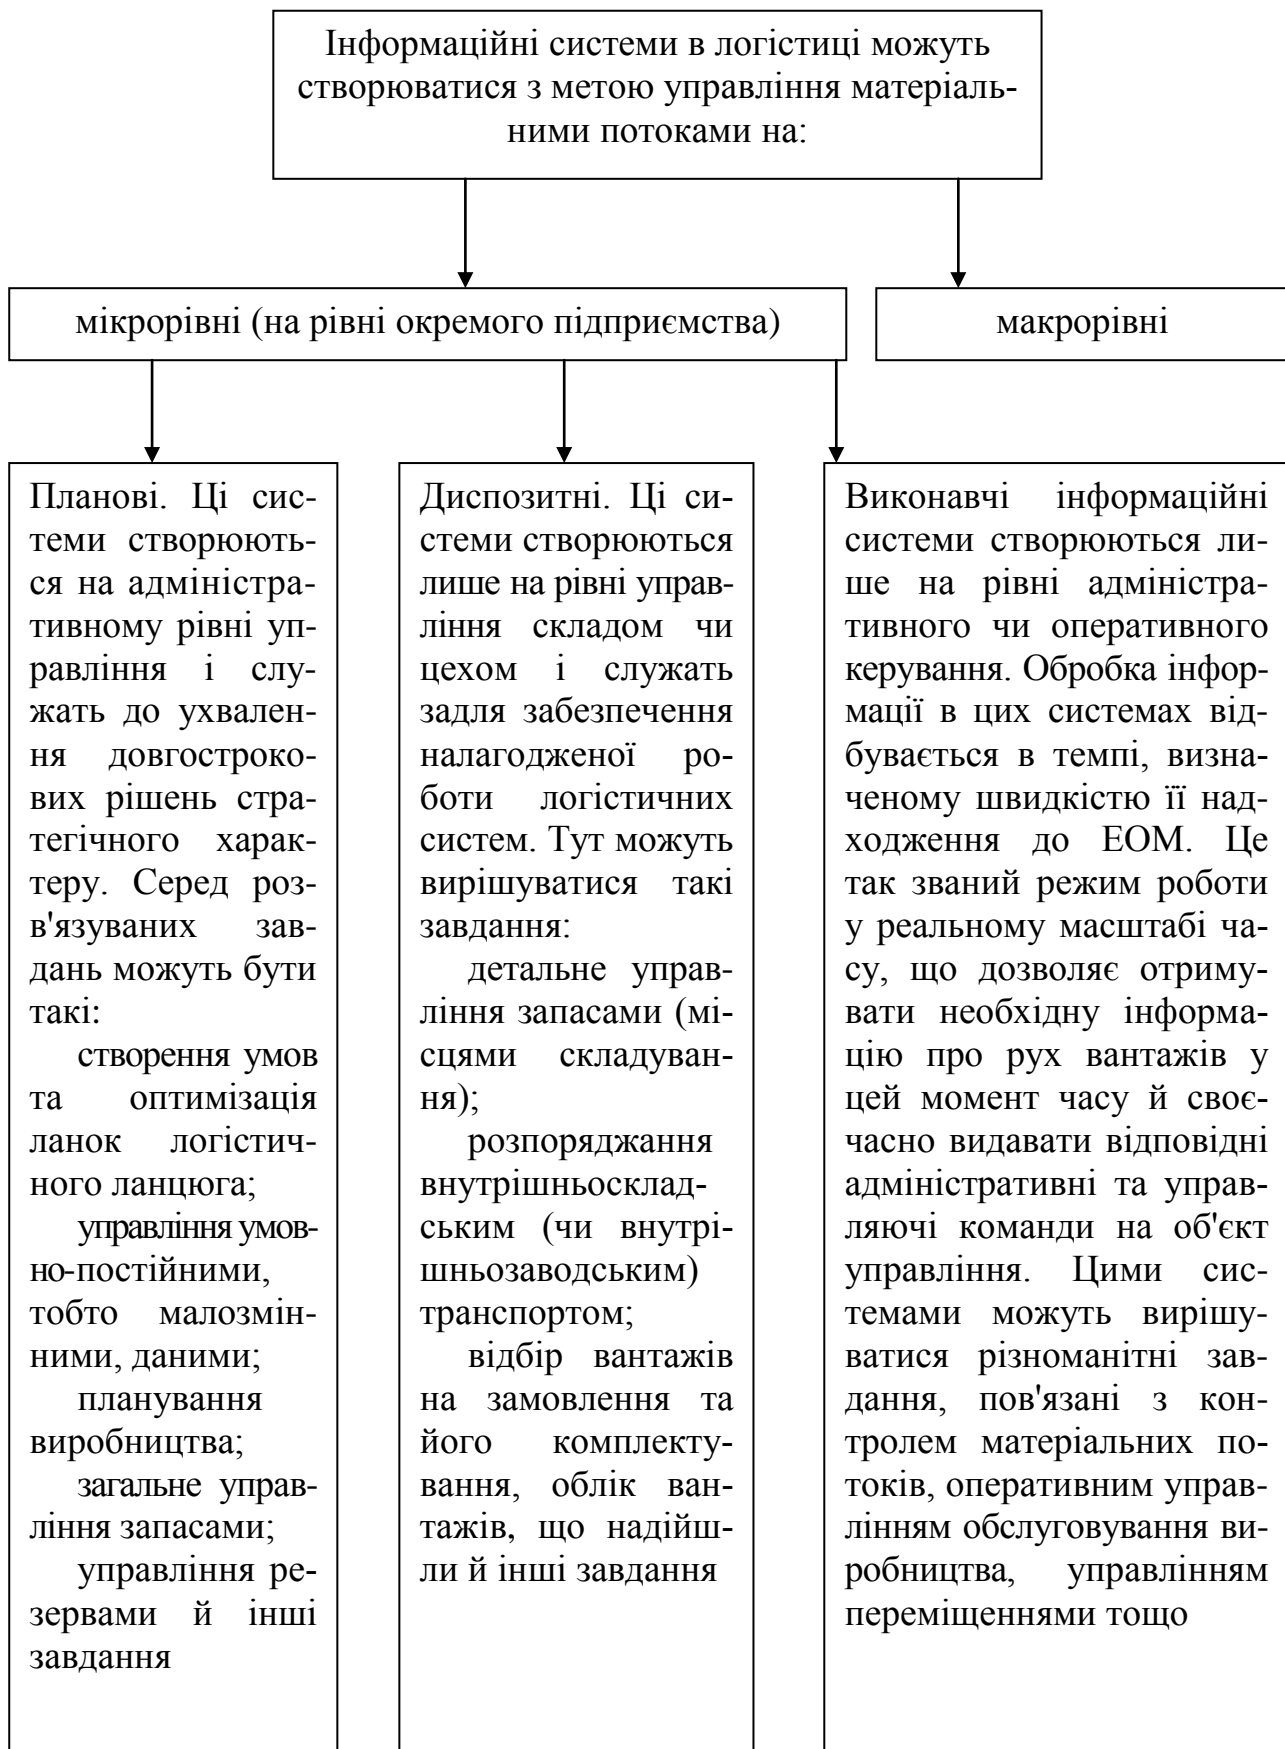 Інформаційні системи в логістиці можуть
створюватися з метою управління матеріаль-
ними потоками на:
мікрорівні (на рівні окремого підприємства)
макрорівні
Планові. Ці сис-
теми створюють-
ся на адміністра-
тивному рівні уп-
равління і слу-
жать до ухвален-
ня довгостроко-
вих рішень стра-
тегічного харак-
теру. Серед роз-
в'язуваних зав-
дань можуть бути
такі:
створення умов
та оптимізація
ланок логістич-
ного ланцюга;
управління умов-
но-постійними,
тобто малозмін-
ними, даними;
планування
виробництва;
загальне управ-
ління запасами;
управління ре-
зервами й інші
завдання
Диспозитні. Ці си-
стеми створюються
лише на рівні управ-
ління складом чи
цехом і служать
задля забезпечення
налагодженої ро-
боти логістичних
систем. Тут можуть
вирішуватися такі
завдання:
детальне управ-
ління запасами (мі-
сцями складуван-
ня);
розпоряджання
внутрішньосклад-
ським (чи внутрі-
шньозаводським)
транспортом;
відбір вантажів
на замовлення та
його комплекту-
вання, облік ван-
тажів, що надійш-
ли й інші завдання
Виконавчі інформаційні
системи створюються ли-
ше на рівні адміністра-
тивного чи оперативного
керування. Обробка інфор-
мації в цих системах від-
бувається в темпі, визна-
ченому швидкістю її над-
ходження до ЕОМ. Це
так званий режим роботи
у реальному масштабі ча-
су, що дозволяє отриму-
вати необхідну інформа-
цію про рух вантажів у
цей момент часу й своє-
часно видавати відповідні
адміністративні та управ-
ляючі команди на об'єкт
управління. Цими сис-
темами можуть вирішу-
ватися різноманітні зав-
дання, пов'язані з кон-
тролем матеріальних по-
токів, оперативним управ-
лінням обслуговування ви-
робництва, управлінням
переміщеннями тощо